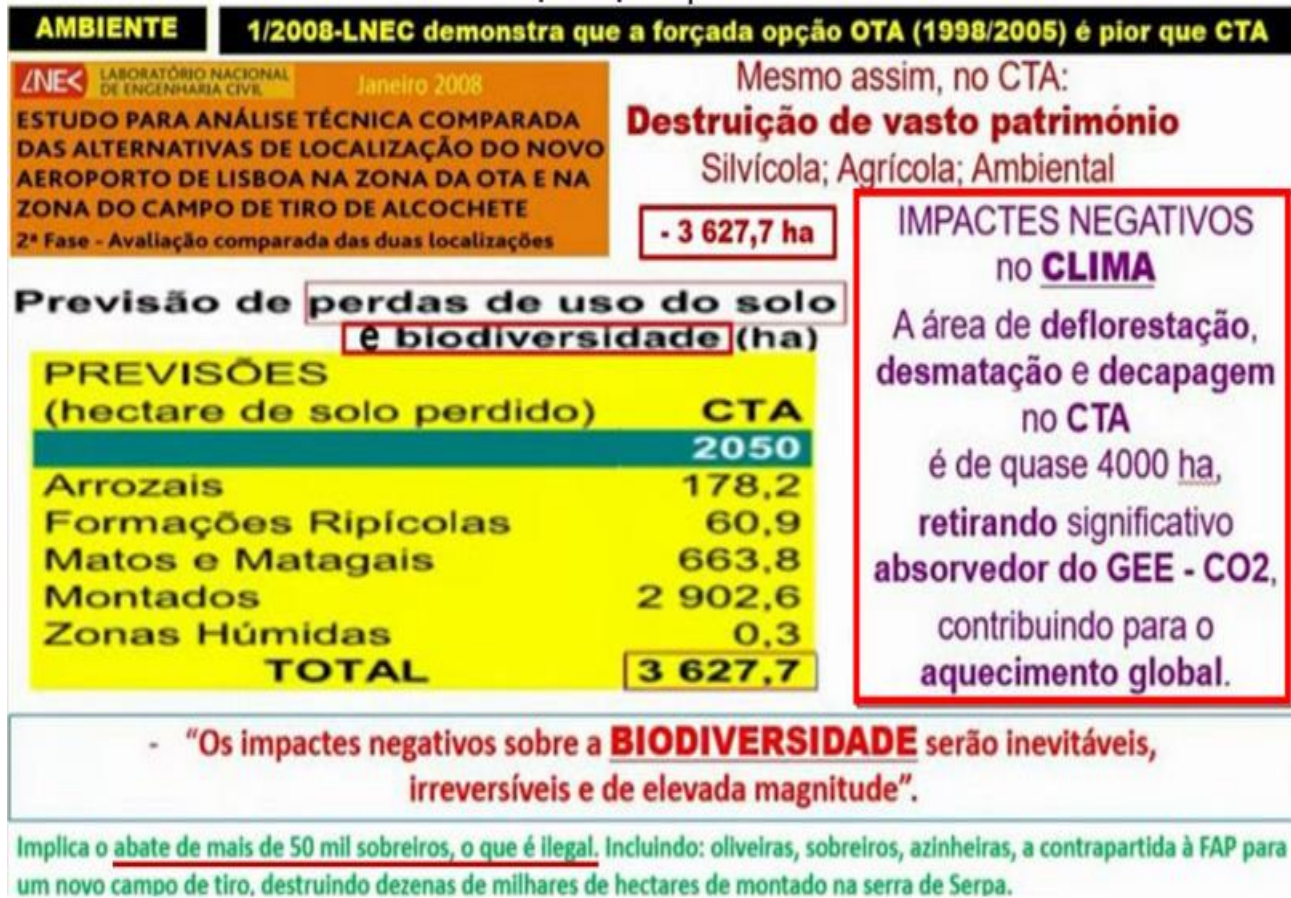 AMBIENTE
1/2008-LNEC demonstra que a forçada opção OTA (1998/2005) é pior que CTA
LNEC
LABORATÓRIO NACIONAL
DE ENGENHARIA CIVIL
Janeiro 2008
ESTUDO PARA ANÁLISE TÉCNICA COMPARADA
DAS ALTERNATIVAS DE LOCALIZAÇÃO DO NOVO
AEROPORTO DE LISBOA NA ZONA DA OTA E NA
ZONA DO CAMPO DE TIRO DE ALCOCHETE
2ª Fase - Avaliação comparada das duas localizações
Mesmo assim, no CTA:
Destruição de vasto património
Silvícola; Agrícola; Ambiental
- 3 627,7 ha
Previsão de perdas de uso do solo
e biodiversidade (ha)
PREVISÕES
(hectare de solo perdido) CTA
2050
Arrozais 178,2
Formações Ripícolas 60,9
Matos e Matagais 663,8
Montados 2 902,6
Zonas Húmidas 0,3
TOTAL 3 627,7
IMPACTES NEGATIVOS
no CLIMA
A área de deflorestação,
desmatação e decapagem
no CTA
é de quase 4000 ha,
retirando significativo
absorvedor do GEE - CO2,
contribuindo para o
aquecimento global.
- “Os impactes negativos sobre a BIODIVERSIDADE serão inevitáveis,
irreversíveis e de elevada magnitude”.
Implica o abate de mais de 50 mil sobreiros, o que é ilegal. Incluindo: oliveiras, sobreiros, azinheiras, a contrapartida à FAP para
um novo campo de tiro, destruindo dezenas de milhares de hectares de montado na serra de Serpa.